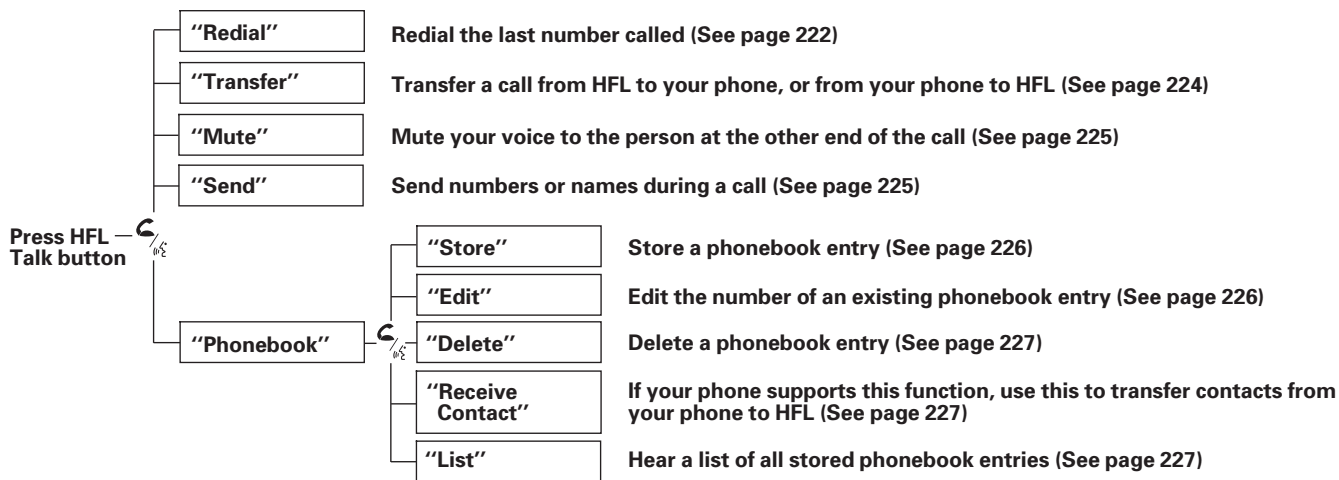 "Redial" Redial the last number called (See page 222)
"Transfer" Transfer a call from HFL to your phone, or from your phone to HFL (See page 224)
"Mute" Mute your voice to the person at the other end of the call (See page 225)
"Send" Send numbers or names during a call (See page 225)
Press HFL
Talk button
"Phonebook"
"Store" Store a phonebook entry (See page 226)
"Edit" Edit the number of an existing phonebook entry (See page 226)
"Delete" Delete a phonebook entry (See page 227)
"Receive
Contact"
If your phone supports this function, use this to transfer contacts from
your phone to HFL (See page 227)
"List" Hear a list of all stored phonebook entries (See page 227)